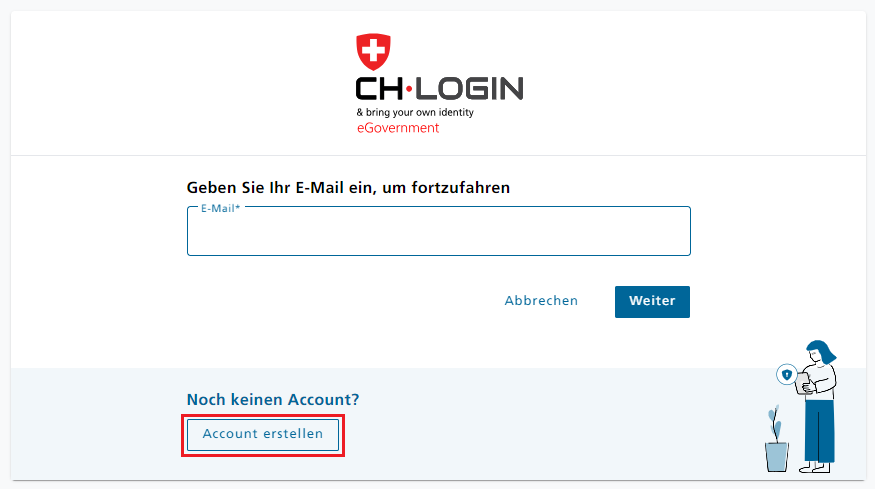 CH·LOGIN
& bring your own identity
eGovernment
Geben Sie Ihr E-Mail ein, um fortzufahren
E-Mail*
Abbrechen
Weiter
Noch keinen Account?
Account erstellen